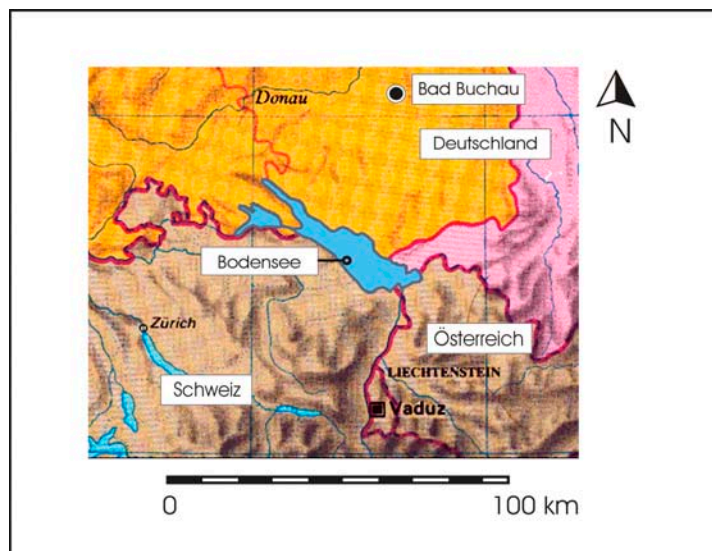 Bad Buchau
Donau
N
Deutschland
Bodensee
Zürich
Österreich
LIECHTENSTEIN
Schweiz
Vaduz
0 100 km